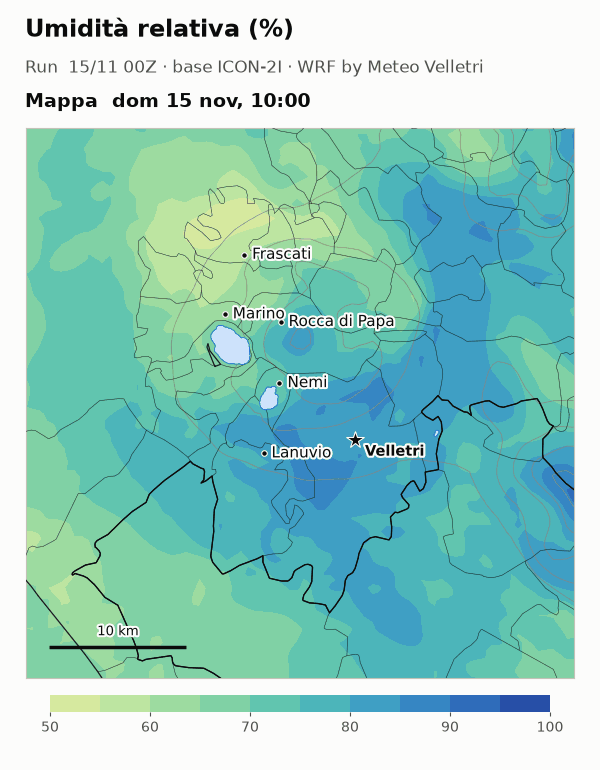 Umidità relativa (%)
Run  15/11 00Z · base ICON-2I · WRF by Meteo Velletri
Mappa  dom 15 nov, 10:00
Frascati
Marino
Rocca di Papa
Nemi
Velletri
Lanuvio
10 km
50 60 70 80 90 100